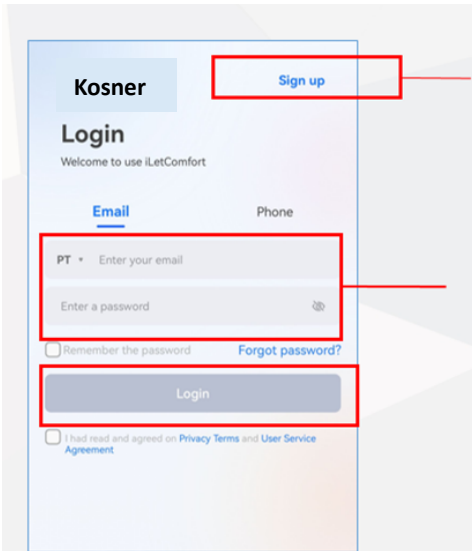 Kosner
Sign up
Login
Welcome to use iLetComfort
Email
Phone
PT
Enter your email
Enter a password
Remember the password
Forgot password?
Login
I had read and agreed on Privacy Terms and User Service
Agreement